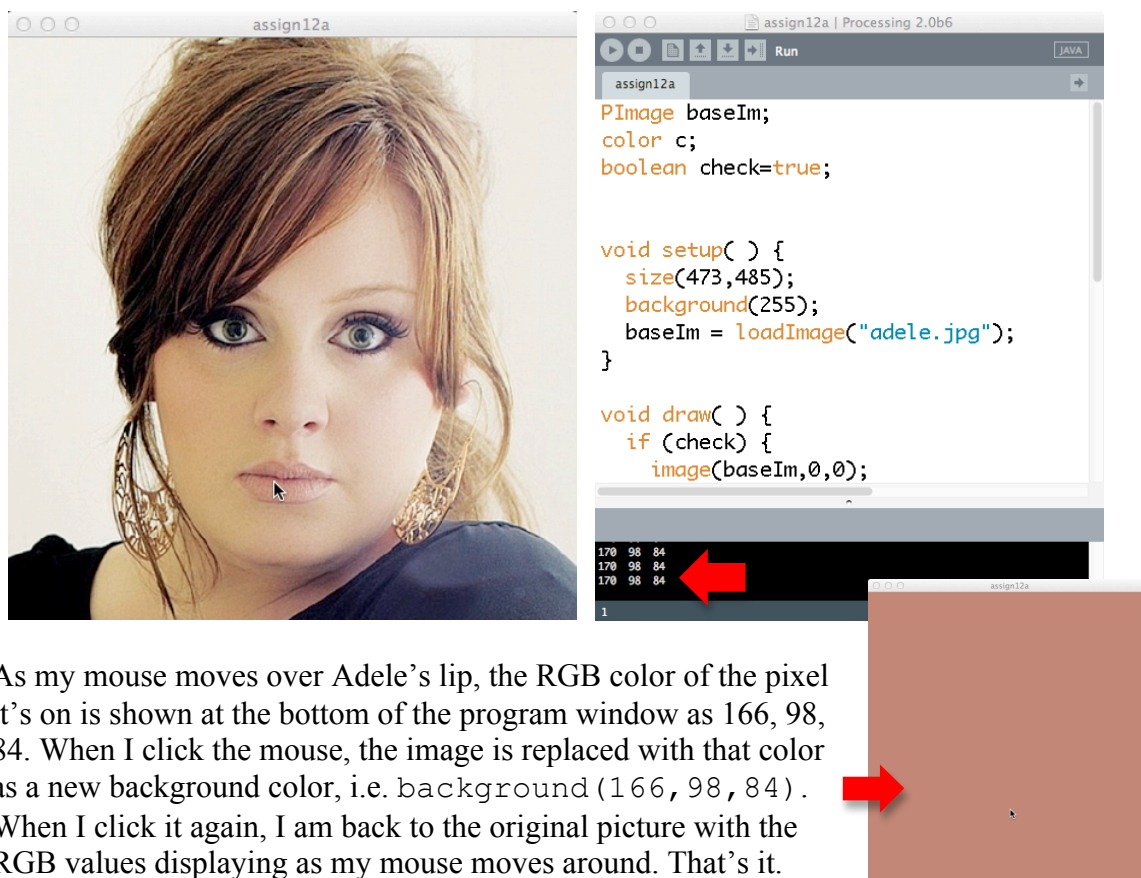 assign12a
assign12a | Processing 2.0b6
Run
JAVA
assign12a
PImage baseIm;
color c;
boolean check=true;
void setup( ) {
size(473,485);
background(255);
baseIm = loadImage("adele.jpg");
}
void draw( ) {
if (check) {
image(baseIm,0,0);
170 98 84
170 98 84
170 98 84
1
assign12a
As my mouse moves over Adele’s lip, the RGB color of the pixel
it’s on is shown at the bottom of the program window as 166, 98,
84. When I click the mouse, the image is replaced with that color
as a new background color, i.e. background(166,98,84).
When I click it again, I am back to the original picture with the
RGB values displaying as my mouse moves around. That’s it.